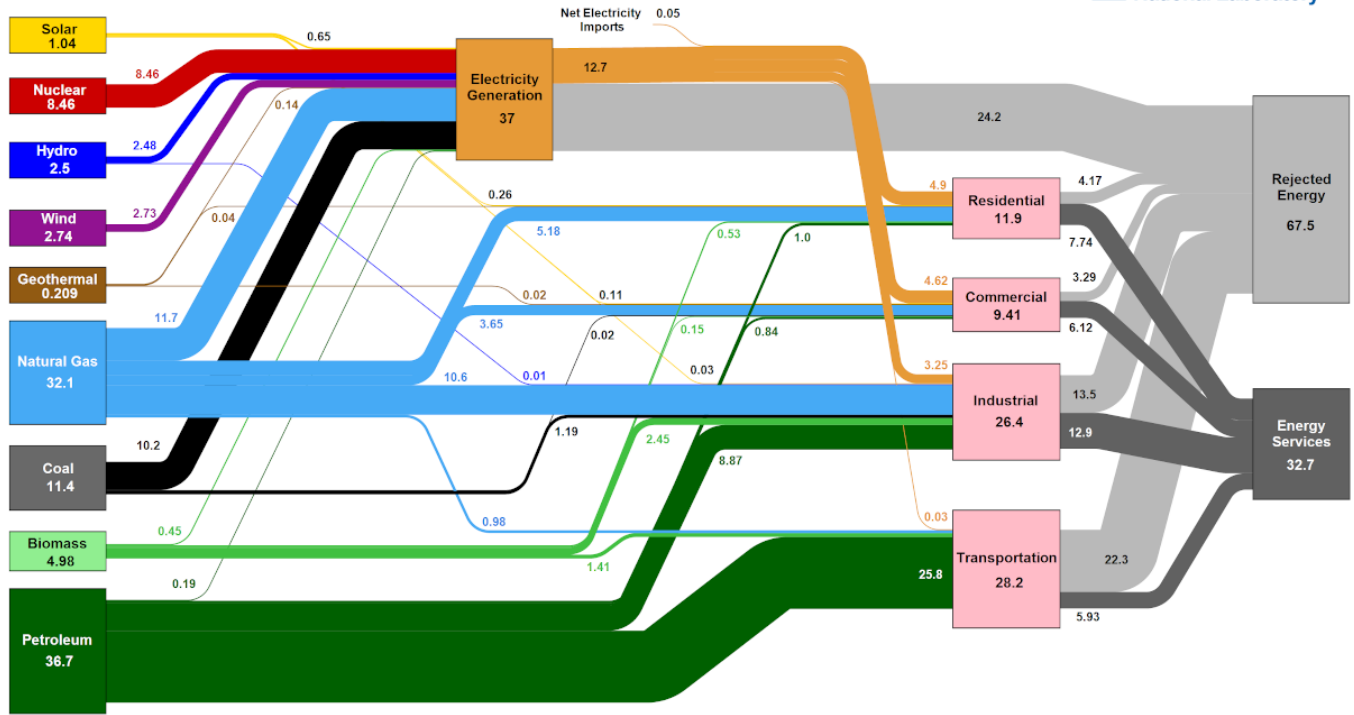 National Laboratory
Net Electricity
Imports
0.05
Solar
1.04
0.65
Nuclear
8.46
8.46
Electricity
Generation
37
12.7
0.14
24.2
Hydro
2.5
2.48
Rejected
Energy
67.5
Wind
2.74
2.73
0.04
0.26
5.18
0.53
1.0
4.9
Residential
11.9
4.17
7.74
Geothermal
0.209
0.02
0.11
4.62
Commercial
9.41
3.29
6.12
Natural Gas
32.1
11.7
3.65
0.02
0.15
0.84
10.6
0.01
0.03
3.25
Industrial
26.4
13.5
12.9
Energy
Services
32.7
Coal
11.4
10.2
1.19
2.45
8.87
Biomass
4.98
0.45
0.98
1.41
0.03
Transportation
28.2
22.3
5.93
0.19
25.8
Petroleum
36.7